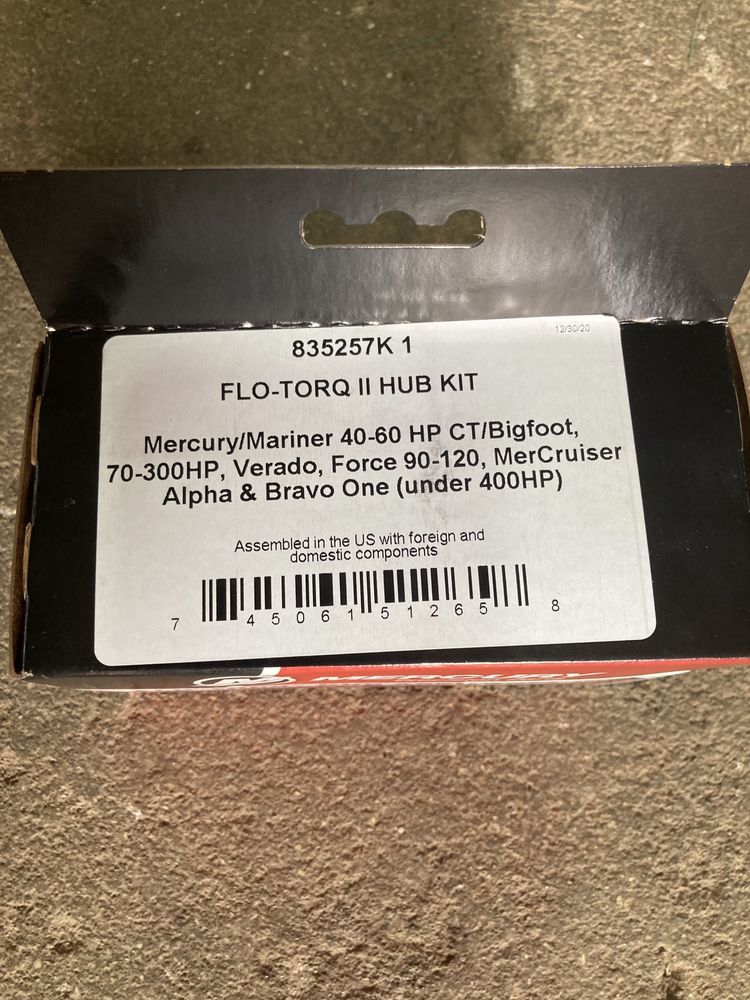 12/30/20
835257K 1
FLO-TORQ II HUB KIT
Mercury/Mariner 40-60 HP CT/Bigfoot,
70-300HP, Verado, Force 90-120, MerCruiser
Alpha & Bravo One (under 400HP)
Assembled in the US with foreign and
domestic components
7 45061 51265 8
MERCURY